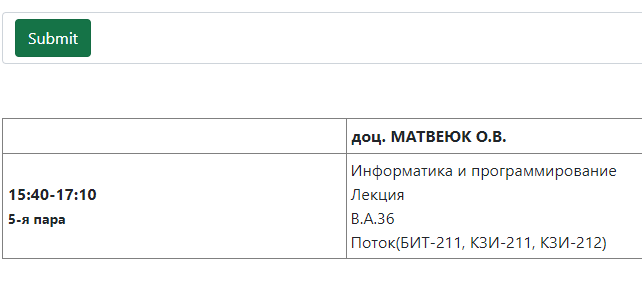 Submit
доц. МАТВЕЮК О.В.
15:40-17:10
5-я пара
Информатика и программирование
Лекция
В.А.36
Поток(БИТ-211, КЗИ-211, КЗИ-212)